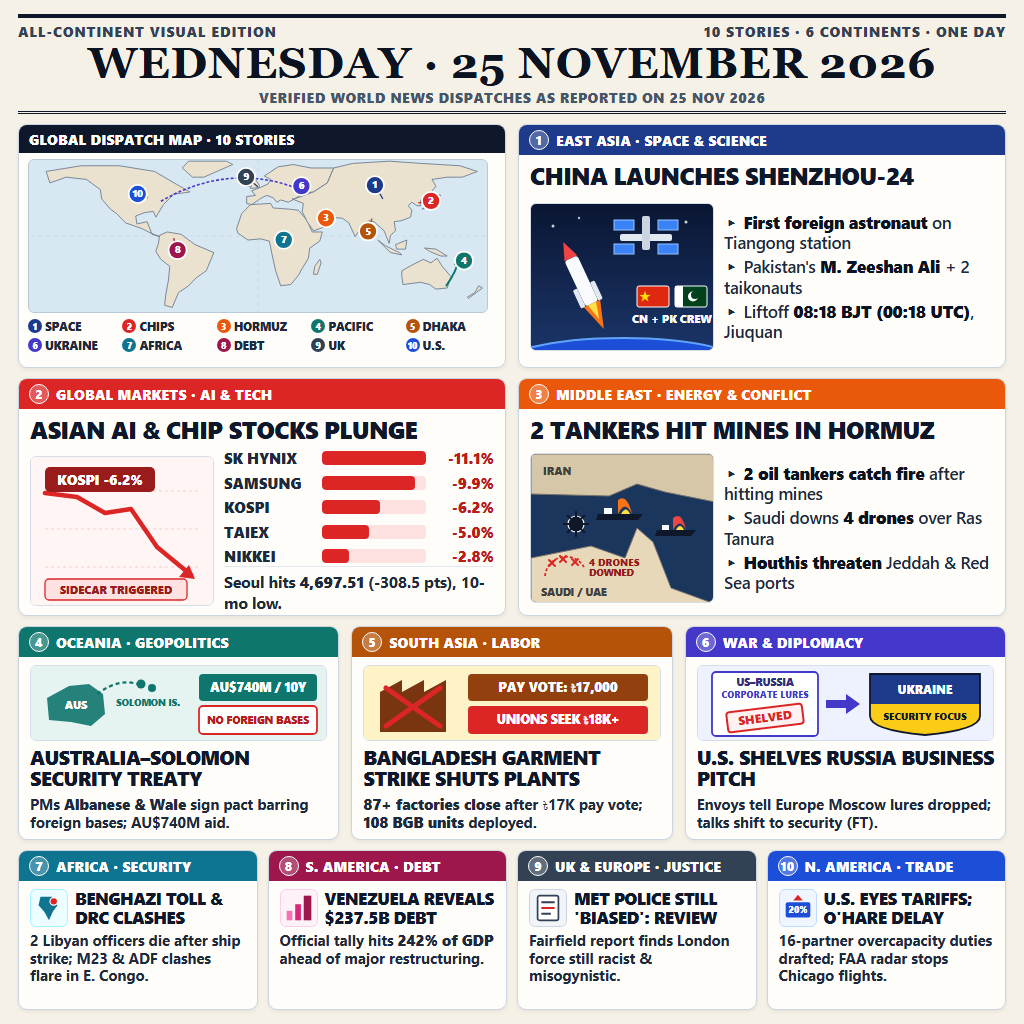 ALL-CONTINENT VISUAL EDITION
10 STORIES · 6 CONTINENTS · ONE DAY
WEDNESDAY · 25 NOVEMBER 2026
VERIFIED WORLD NEWS DISPATCHES AS REPORTED ON 25 NOV 2026
GLOBAL DISPATCH MAP · 10 STORIES
10
9
6
1
2
3
5
7
8
4
1 SPACE
2 CHIPS
3 HORMUZ
4 PACIFIC
5 DHAKA
6 UKRAINE
7 AFRICA
8 DEBT
9 UK
10 U.S.
1 EAST ASIA · SPACE & SCIENCE
CHINA LAUNCHES SHENZHOU-24
CN + PK CREW
▸ First foreign astronaut on
Tiangong station
▸ Pakistan's M. Zeeshan Ali + 2
taikonauts
▸ Liftoff 08:18 BJT (00:18 UTC),
Jiuquan
2 GLOBAL MARKETS · AI & TECH
ASIAN AI & CHIP STOCKS PLUNGE
KOSPI -6.2%
SIDECAR TRIGGERED
SK HYNIX -11.1%
SAMSUNG -9.9%
KOSPI -6.2%
TAIEX -5.0%
NIKKEI -2.8%
Seoul hits 4,697.51 (-308.5 pts), 10-
mo low.
3 MIDDLE EAST · ENERGY & CONFLICT
2 TANKERS HIT MINES IN HORMUZ
IRAN
4 DRONES
DOWNED
SAUDI / UAE
▸ 2 oil tankers catch fire after
hitting mines
▸ Saudi downs 4 drones over Ras
Tanura
▸ Houthis threaten Jeddah & Red
Sea ports
4 OCEANIA · GEOPOLITICS
AUS
SOLOMON IS.
AU$740M / 10Y
NO FOREIGN BASES
AUSTRALIA–SOLOMON
SECURITY TREATY
PMs Albanese & Wale sign pact barring
foreign bases; AU$740M aid.
5 SOUTH ASIA · LABOR
PAY VOTE: ৳17,000
UNIONS SEEK ৳18K+
BANGLADESH GARMENT
STRIKE SHUTS PLANTS
87+ factories close after ৳17K pay vote;
108 BGB units deployed.
6 WAR & DIPLOMACY
US–RUSSIA
CORPORATE LURES
SHELVED
UKRAINE
SECURITY FOCUS
U.S. SHELVES RUSSIA BUSINESS
PITCH
Envoys tell Europe Moscow lures dropped;
talks shift to security (FT).
7 AFRICA · SECURITY
BENGHAZI TOLL &
DRC CLASHES
2 Libyan officers die after ship
strike; M23 & ADF clashes
flare in E. Congo.
8 S. AMERICA · DEBT
VENEZUELA REVEALS
$237.5B DEBT
Official tally hits 242% of GDP
ahead of major restructuring.
9 UK & EUROPE · JUSTICE
MET POLICE STILL
'BIASED': REVIEW
Fairfield report finds London
force still racist &
misogynistic.
10 N. AMERICA · TRADE
20%
U.S. EYES TARIFFS;
O'HARE DELAY
16-partner overcapacity duties
drafted; FAA radar stops
Chicago flights.